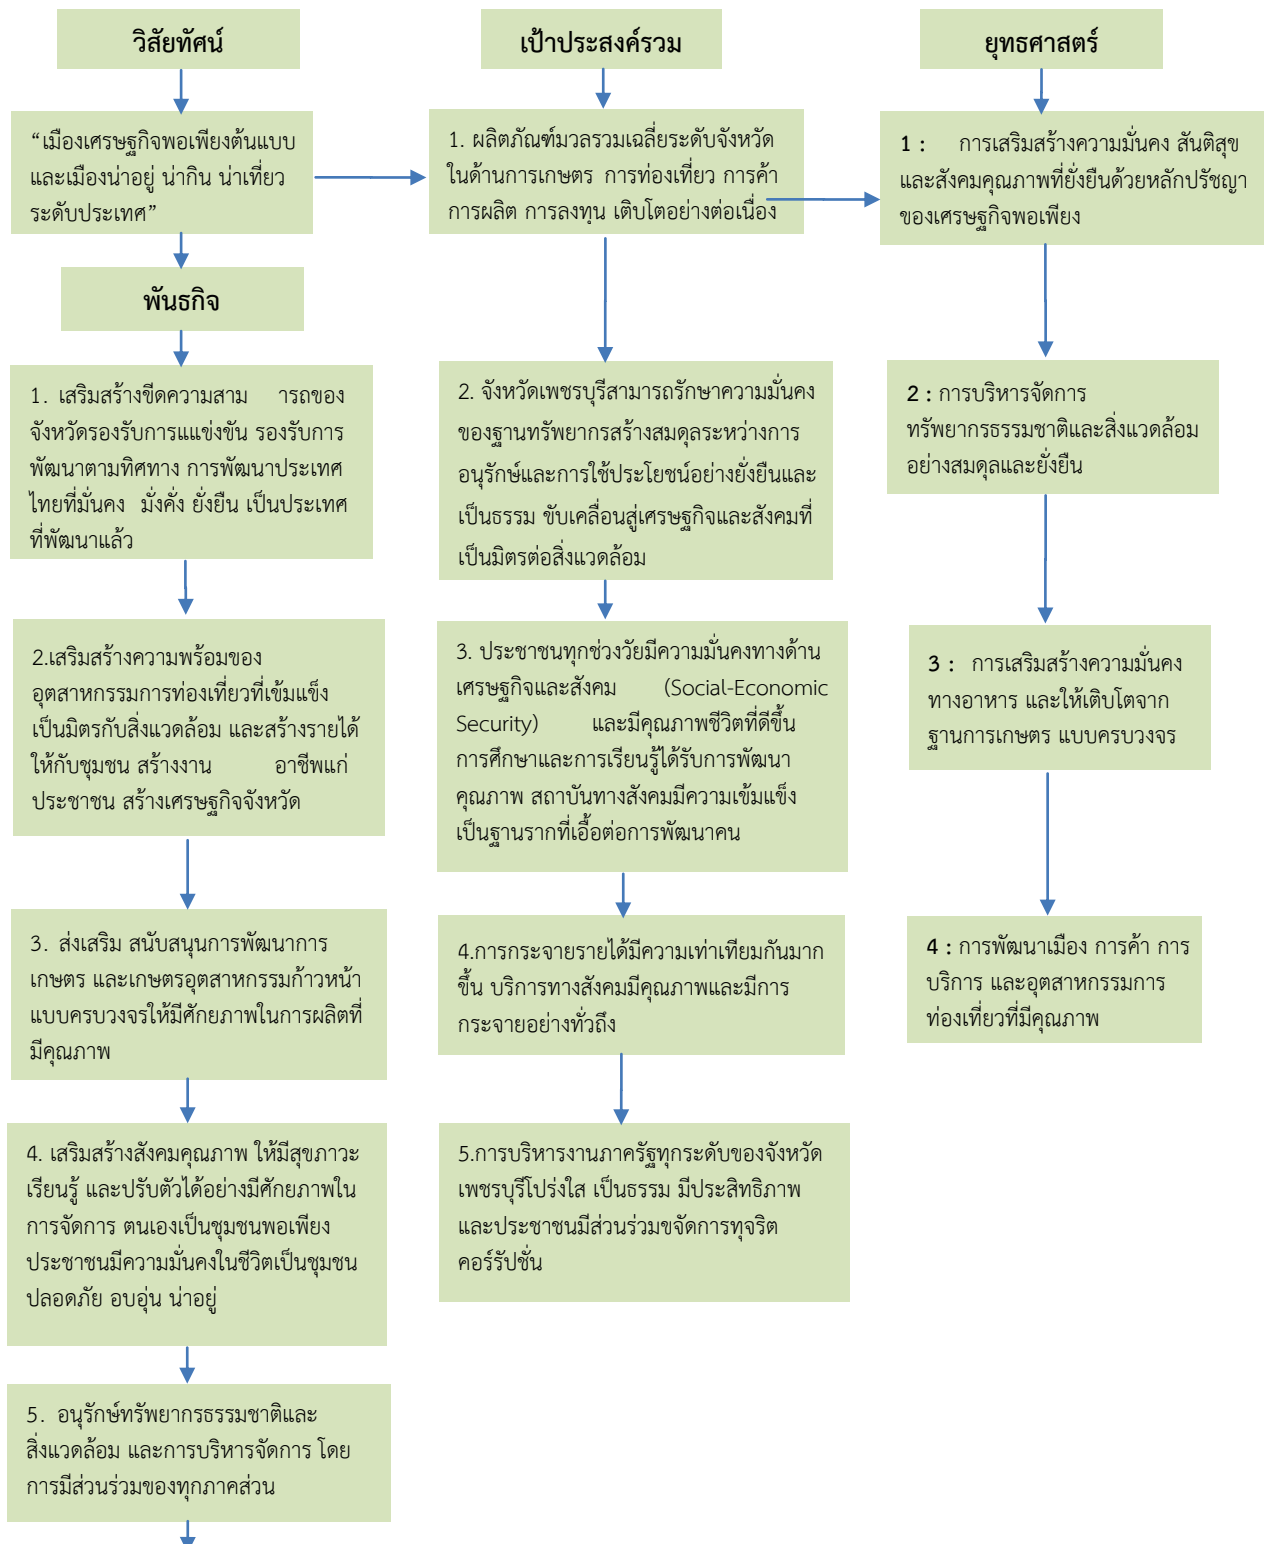 วิสัยทัศน์
“เมืองเศรษฐกิจพอเพียงต้นแบบ
และเมืองน่าอยู่ น่ากิน น่าเที่ยว
ระดับประเทศ”
พันธกิจ
1. เสริมสร้างขีดความสาม ารถของ
จังหวัดรองรับการแแข่งขัน รองรับการ
พัฒนาตามทิศทาง การพัฒนาประเทศ
ไทยที่มั่นคง มั่งคั่ง ยั่งยืน เป็นประเทศ
ที่พัฒนาแล้ว
2.เสริมสร้างความพร้อมของ
อุตสาหกรรมการท่องเที่ยวที่เข้มแข็ง
เป็นมิตรกับสิ่งแวดล้อม และสร้างรายได้
ให้กับชุมชน สร้างงาน อาชีพแก่
ประชาชน สร้างเศรษฐกิจจังหวัด
3. ส่งเสริม สนับสนุนการพัฒนาการ
เกษตร และเกษตรอุตสาหกรรมก้าวหน้า
แบบครบวงจรให้มีศักยภาพในการผลิตที่
มีคุณภาพ
4. เสริมสร้างสังคมคุณภาพ ให้มีสุขภาวะ
เรียนรู้ และปรับตัวได้อย่างมีศักยภาพใน
การจัดการ ตนเองเป็นชุมชนพอเพียง
ประชาชนมีความมั่นคงในชีวิตเป็นชุมชน
ปลอดภัย อบอุ่น น่าอยู่
5. อนุรักษ์ทรัพยากรธรรมชาติและ
สิ่งแวดล้อม และการบริหารจัดการ โดย
การมีส่วนร่วมของทุกภาคส่วน
เป้าประสงค์รวม
1. ผลิตภัณฑ์มวลรวมเฉลี่ยระดับจังหวัด
ในด้านการเกษตร การท่องเที่ยว การค้า
การผลิต การลงทุน เติบโตอย่างต่อเนื่อง
2. จังหวัดเพชรบุรีสามารถรักษาความมั่นคง
ของฐานทรัพยากรสร้างสมดุลระหว่างการ
อนุรักษ์และการใช้ประโยชน์อย่างยั่งยืนและ
เป็นธรรม ขับเคลื่อนสู่เศรษฐกิจและสังคมที่
เป็นมิตรต่อสิ่งแวดล้อม
3. ประชาชนทุกช่วงวัยมีความมั่นคงทางด้าน
เศรษฐกิจและสังคม (Social-Economic
Security) และมีคุณภาพชีวิตที่ดีขึ้น
การศึกษาและการเรียนรู้ได้รับการพัฒนา
คุณภาพ สถาบันทางสังคมมีความเข้มแข็ง
เป็นฐานรากที่เอื้อต่อการพัฒนาคน
4.การกระจายรายได้มีความเท่าเทียมกันมาก
ขึ้น บริการทางสังคมมีคุณภาพและมีการ
กระจายอย่างทั่วถึง
5.การบริหารงานภาครัฐทุกระดับของจังหวัด
เพชรบุรีโปร่งใส เป็นธรรม มีประสิทธิภาพ
และประชาชนมีส่วนร่วมขจัดการทุจริต
คอร์รัปชั่น
ยุทธศาสตร์
1 : การเสริมสร้างความมั่นคง สันติสุข
และสังคมคุณภาพที่ยั่งยืนด้วยหลักปรัชญา
ของเศรษฐกิจพอเพียง
2 : การบริหารจัดการ
ทรัพยากรธรรมชาติและสิ่งแวดล้อม
อย่างสมดุลและยั่งยืน
3 : การเสริมสร้างความมั่นคง
ทางอาหาร และให้เติบโตจาก
ฐานการเกษตร แบบครบวงจร
4 : การพัฒนาเมือง การค้า การ
บริการ และอุตสาหกรรมการ
ท่องเที่ยวที่มีคุณภาพ